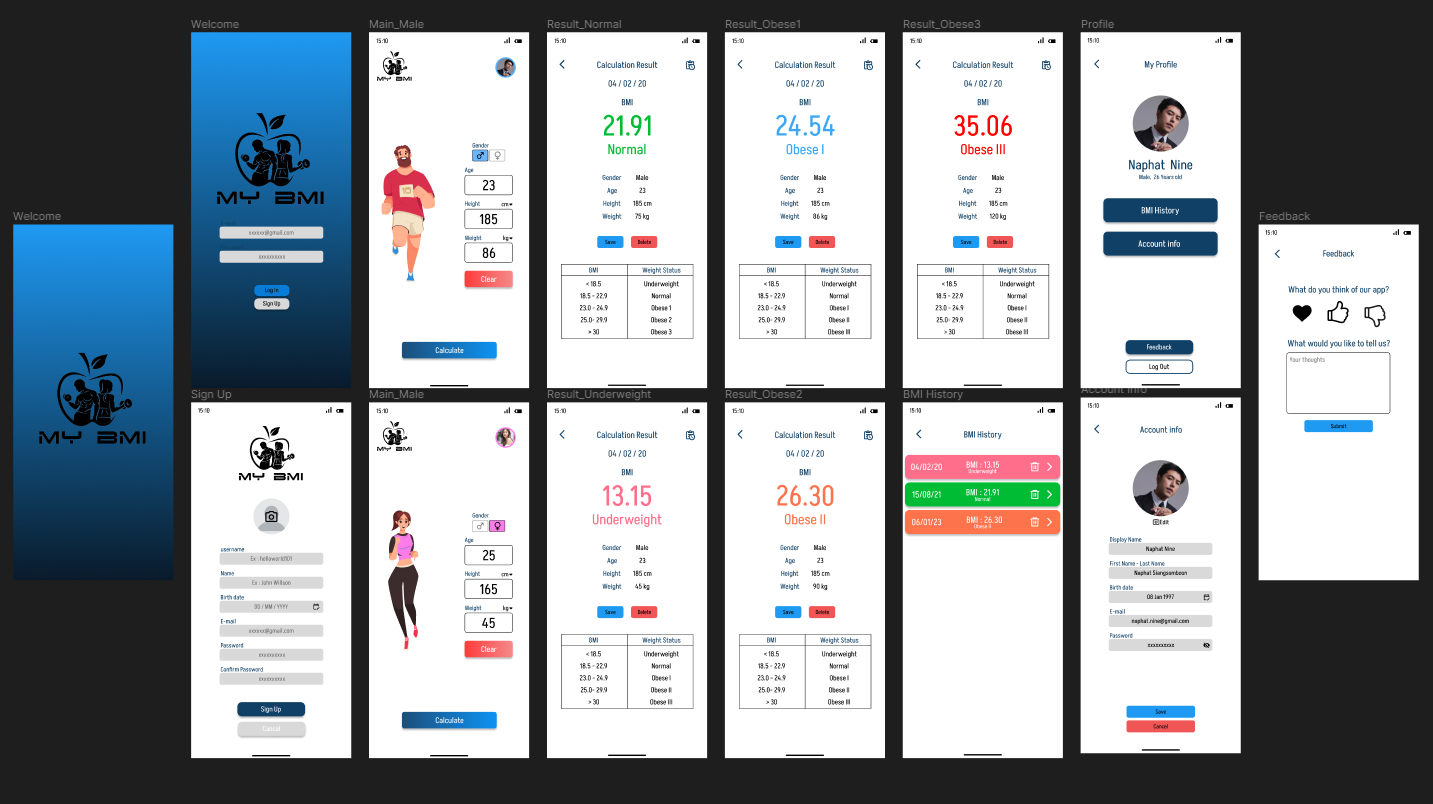 Welcome
MY BMI
Welcome
MY BMI
xxxxxx@gmail.com
xxxxxxxxx
Log In
Sign Up
Main_Male
15:10
MY BMI
Gender
Age
23
Height cm
185
Weight kg
86
Clear
Calculate
Result_Normal
15:10
Calculation Result
04 / 02 / 20
BMI
21.91
Normal
Gender Male
Age 23
Height 185 cm
Weight 75 kg
Save Delete
BMI Weight Status
< 18.5 Underweight
18.5 - 22.9 Normal
23.0 - 24.9 Obese 1
25.0- 29.9 Obese 2
> 30 Obese 3
Result_Obese1
15:10
Calculation Result
04 / 02 / 20
BMI
24.54
Obese I
Gender Male
Age 23
Height 185 cm
Weight 86 kg
Save Delete
BMI Weight Status
< 18.5 Underweight
18.5 - 22.9 Normal
23.0 - 24.9 Obese I
25.0- 29.9 Obese II
> 30 Obese III
Result_Obese3
15:10
Calculation Result
04 / 02 / 20
BMI
35.06
Obese III
Gender Male
Age 23
Height 185 cm
Weight 120 kg
Save Delete
BMI Weight Status
< 18.5 Underweight
18.5 - 22.9 Normal
23.0 - 24.9 Obese I
25.0- 29.9 Obese II
> 30 Obese III
Profile
15:10
My Profile
Naphat Nine
Male, 26 Years old
BMI History
Account info
Feedback
Log Out
Feedback
15:10
Feedback
What do you think of our app?
What would you like to tell us?
Your thoughts
Submit
Sign Up
15:10
MY BMI
username
Ex : helloworld101
Name
Ex : John Willson
Birth date
DD / MM / YYYY
E-mail
xxxxxx@gmail.com
Password
xxxxxxxxx
Confirm Password
xxxxxxxxx
Sign Up
Cancel
Main_Male
15:10
MY BMI
Gender
Age
25
Height cm
165
Weight kg
45
Clear
Calculate
Result_Underweight
15:10
Calculation Result
04 / 02 / 20
BMI
13.15
Underweight
Gender Male
Age 23
Height 185 cm
Weight 45 kg
Save Delete
BMI Weight Status
< 18.5 Underweight
18.5 - 22.9 Normal
23.0 - 24.9 Obese I
25.0- 29.9 Obese II
> 30 Obese III
Result_Obese2
15:10
Calculation Result
04 / 02 / 20
BMI
26.30
Obese II
Gender Male
Age 23
Height 185 cm
Weight 90 kg
Save Delete
BMI Weight Status
< 18.5 Underweight
18.5 - 22.9 Normal
23.0 - 24.9 Obese I
25.0- 29.9 Obese II
> 30 Obese III
BMI History
15:10
BMI History
04/02/20 BMI : 13.15
Underweight
15/08/21 BMI : 21.91
Normal
06/01/23 BMI : 26.30
Obese II
Account info
15:10
Account info
Edit
Display Name
Naphat Nine
First Name - Last Name
Naphat Siengsomboon
Birth date
08 Jan 1997
E-mail
naphat.nine@gmail.com
Password
xxxxxxxxx
Save
Cancel